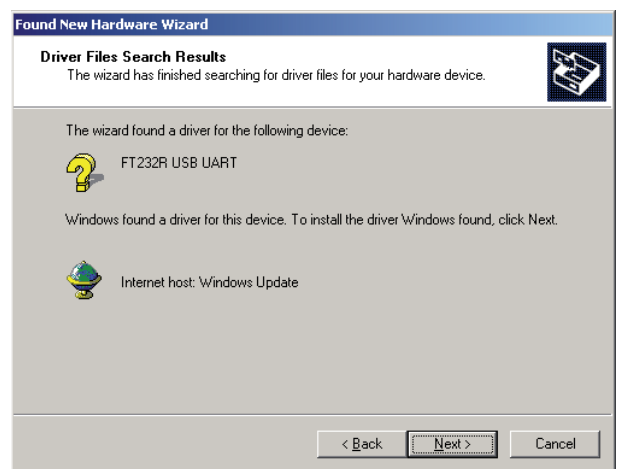 Found New Hardware Wizard
Driver Files Search Results
The wizard has finished searching for driver files for your hardware device.
The wizard found a driver for the following device:
FT232R USB UART
Windows found a driver for this device. To install the driver Windows found, click Next.
Internet host: Windows Update
< Back
Next >
Cancel